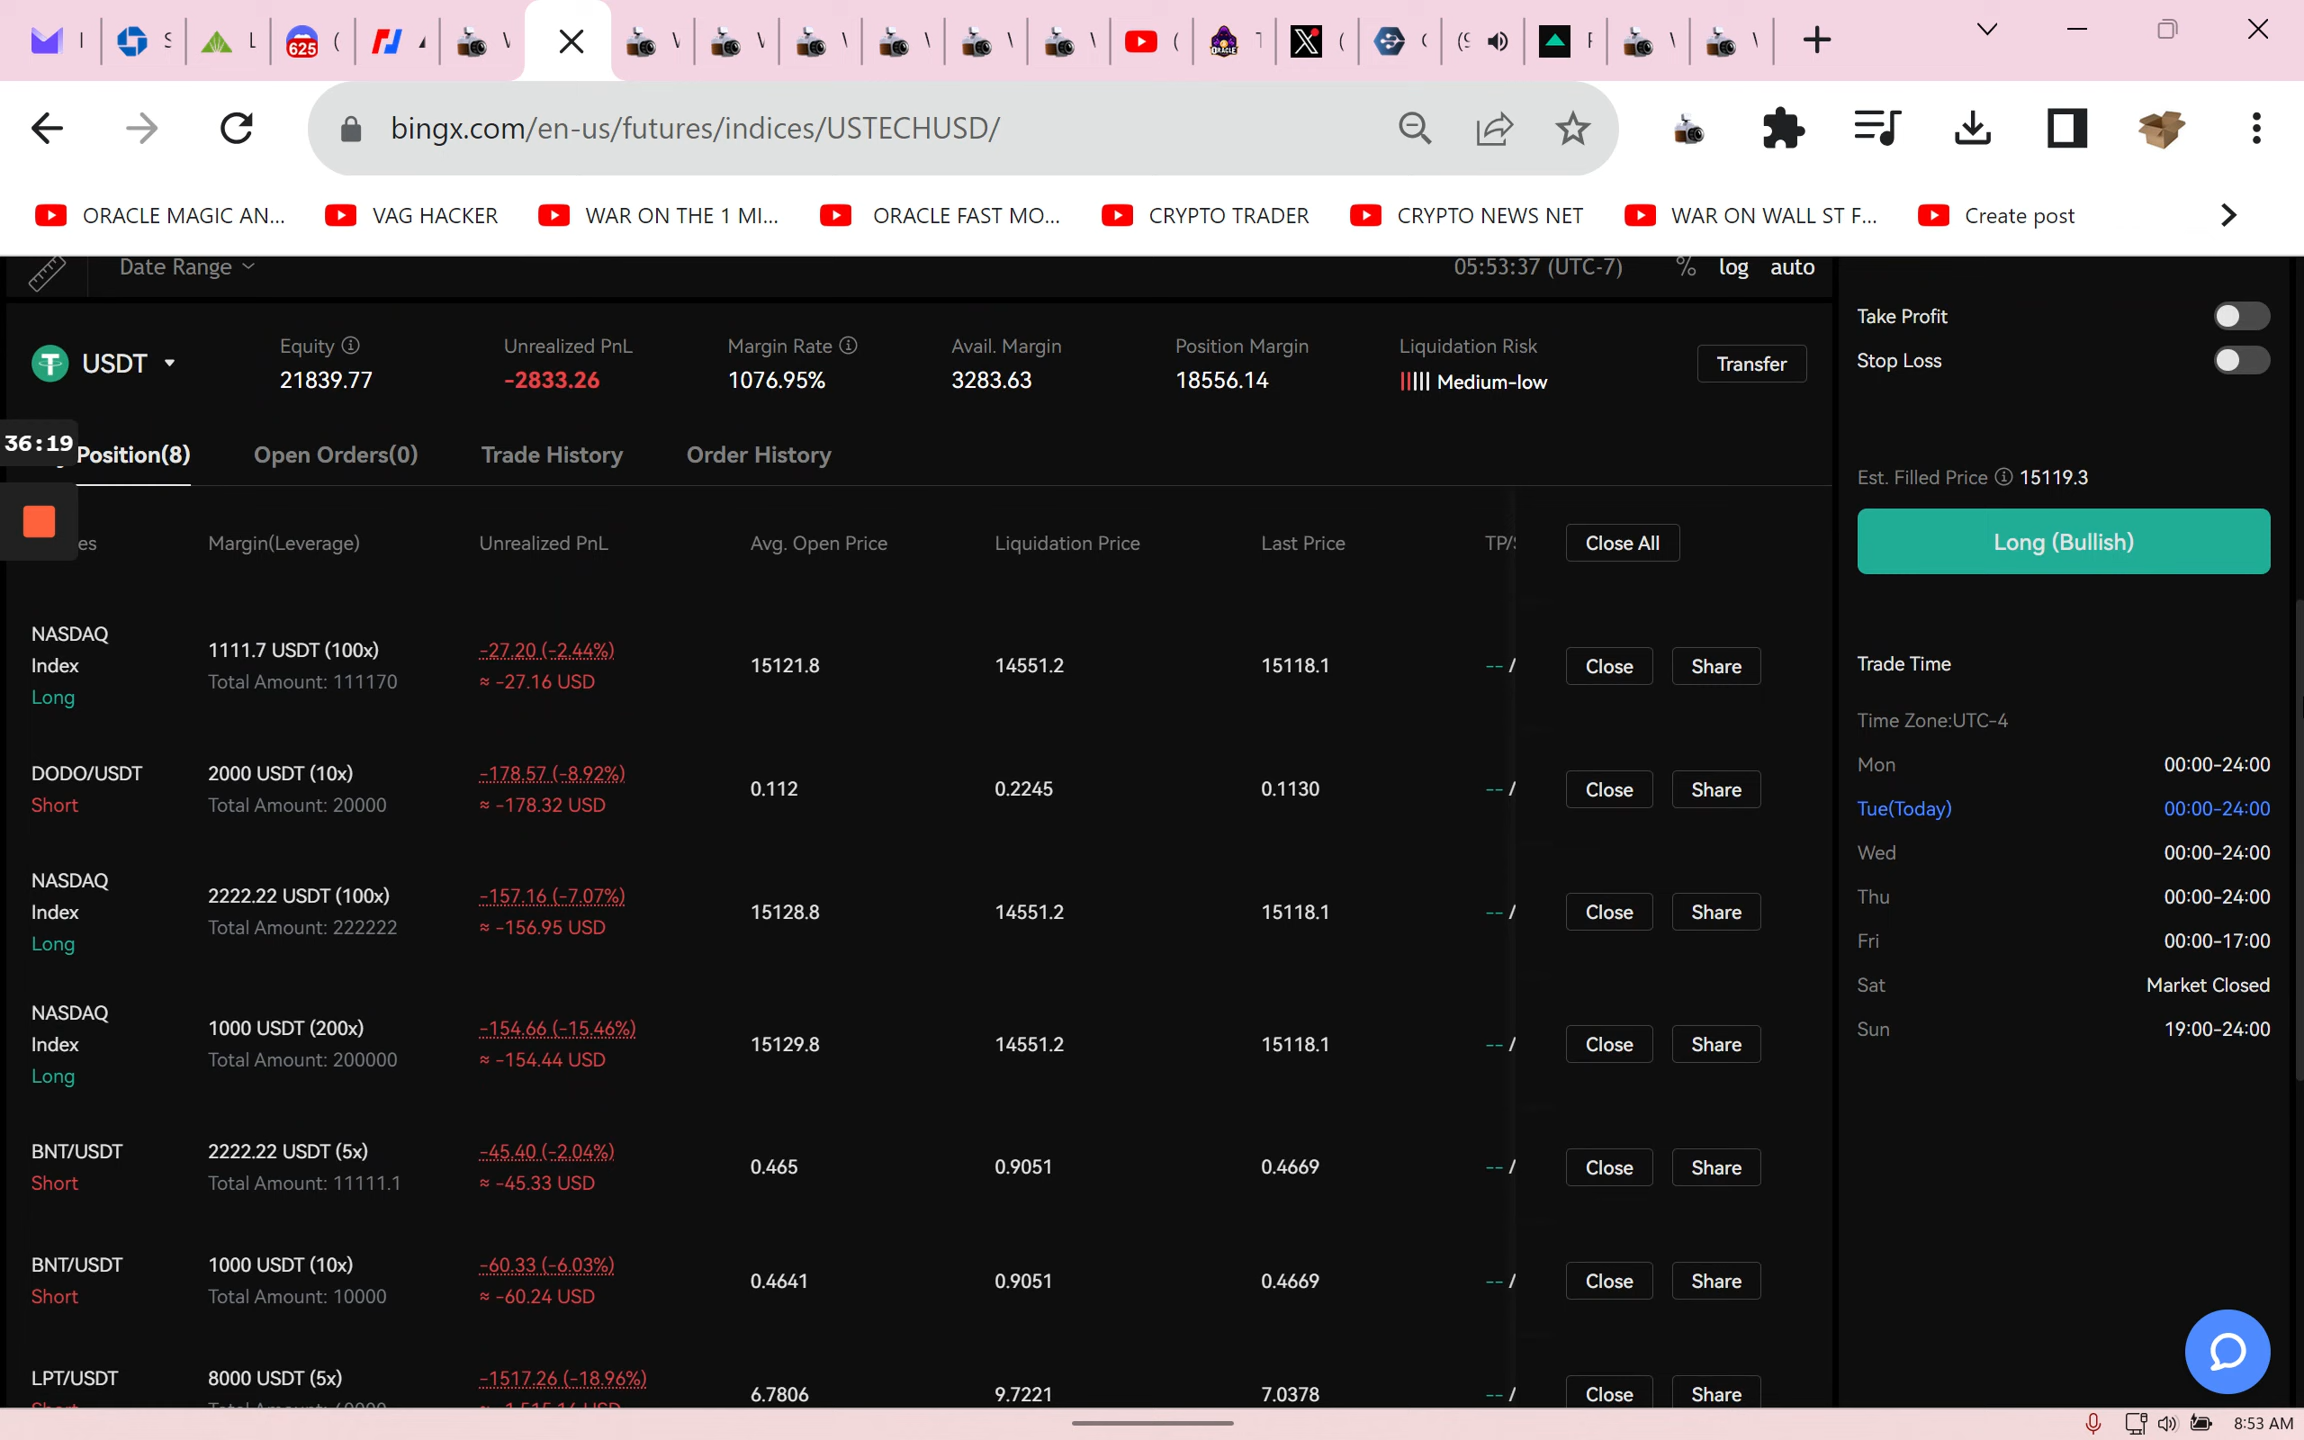 625
bingx.com/en-us/futures/indices/USTECHUSD/
ORACLE MAGIC AN... VAG HACKER WAR ON THE 1 MI... ORACLE FAST MO... CRYPTO TRADER CRYPTO NEWS NET WAR ON WALL ST F... Create post
Date Range 05:53:37 (UTC-7) % log auto
USDT
Equity Unrealized PnL Margin Rate Avail. Margin Position Margin Liquidation Risk
21839.77 -2833.26 1076.95% 3283.63 18556.14 Medium-low
Transfer
36:19
Position(8) Open Orders(0) Trade History Order History
es Margin(Leverage) Unrealized PnL Avg. Open Price Liquidation Price Last Price TP/ Close All
NASDAQ
Index
Long
1111.7 USDT (100x)
Total Amount: 111170
-27.20 (-2.44%)
≈ -27.16 USD
15121.8 14551.2 15118.1 -- / Close Share
DODO/USDT
Short
2000 USDT (10x)
Total Amount: 20000
-178.57 (-8.92%)
≈ -178.32 USD
0.112 0.2245 0.1130 -- / Close Share
NASDAQ
Index
Long
2222.22 USDT (100x)
Total Amount: 222222
-157.16 (-7.07%)
≈ -156.95 USD
15128.8 14551.2 15118.1 -- / Close Share
NASDAQ
Index
Long
1000 USDT (200x)
Total Amount: 200000
-154.66 (-15.46%)
≈ -154.44 USD
15129.8 14551.2 15118.1 -- / Close Share
BNT/USDT
Short
2222.22 USDT (5x)
Total Amount: 11111.1
-45.40 (-2.04%)
≈ -45.33 USD
0.465 0.9051 0.4669 -- / Close Share
BNT/USDT
Short
1000 USDT (10x)
Total Amount: 10000
-60.33 (-6.03%)
≈ -60.24 USD
0.4641 0.9051 0.4669 -- / Close Share
LPT/USDT
8000 USDT (5x)
-1517.26 (-18.96%)
6.7806 9.7221 7.0378 -- / Close Share
Take Profit
Stop Loss
Est. Filled Price 15119.3
Long (Bullish)
Trade Time
Time Zone:UTC-4
Mon 00:00-24:00
Tue(Today) 00:00-24:00
Wed 00:00-24:00
Thu 00:00-24:00
Fri 00:00-17:00
Sat Market Closed
Sun 19:00-24:00
8:53 AM